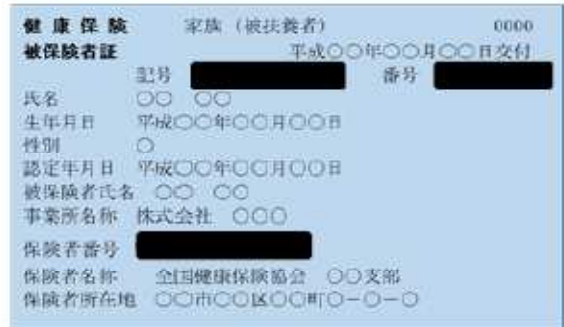 健康保険 家族（被扶養者） 0000
被保険者証 平成○○年○○月○○日交付
記号 番号
氏名 ○○ ○○
生年月日 平成○○年○○月○○日
性別 ○
認定年月日 平成○○年○○月○○日
被保険者氏名 ○○ ○○
事業所名称 株式会社 ○○○
保険者番号
保険者名称 全国健康保険協会 ○○支部
保険者所在地 ○○市○○区○○町○－○－○